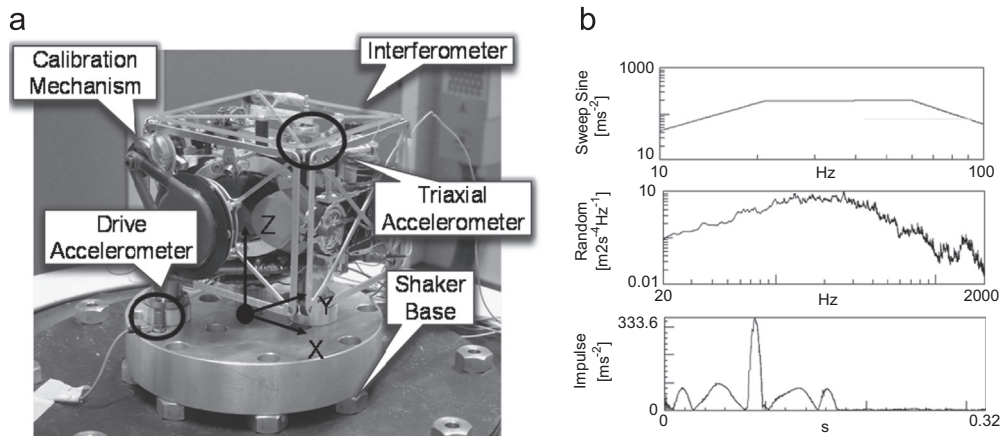 a
Interferometer
Calibration
Mechanism
Triaxial
Accelerometer
Drive
Accelerometer
Shaker
Base
Z
Y
X
b
1000
Sweep Sine
[ms-2]
10
10
Hz
100
10
Random
[m2s-4Hz-1]
0.01
20
Hz
2000
333.6
Impulse
[ms-2]
0
0
s
0.32